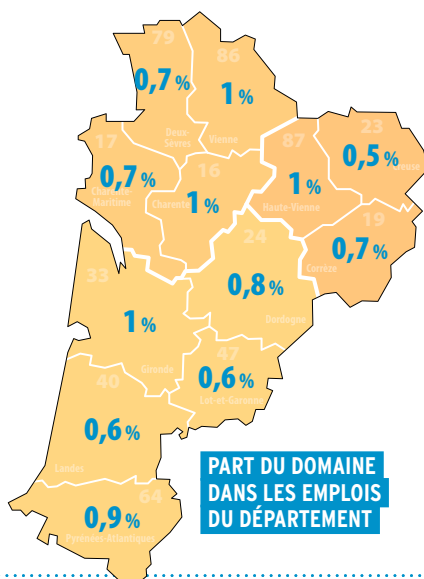 79
0,7 %
Deux-
Sèvres
86
1 %
Vienne
17
0,7 %
Charente-
Maritime
16
Charente
1 %
87
1 %
Haute-Vienne
23
0,5 %
Creuse
19
0,7 %
Corrèze
24
0,8 %
Dordogne
33
1 %
Gironde
47
0,6 %
Lot-et-Garonne
40
0,6 %
Landes
64
0,9 %
Pyrénées-Atlantiques
PART DU DOMAINE
DANS LES EMPLOIS
DU DÉPARTEMENT